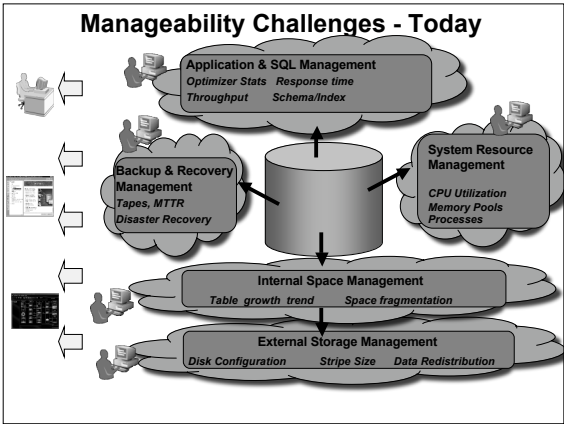 Manageability Challenges - Today
Application & SQL Management
Optimizer Stats Response time
Throughput Schema/Index
Backup & Recovery
Management
Tapes, MTTR
Disaster Recovery
System Resource
Management
CPU Utilization
Memory Pools
Processes
Internal Space Management
Table growth trend Space fragmentation
External Storage Management
Disk Configuration Stripe Size Data Redistribution